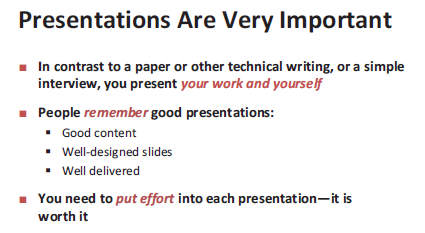 Presentations Are Very Important
▪ In contrast to a paper or other technical writing, or a simple
interview, you present your work and yourself
▪ People remember good presentations:
▪ Good content
▪ Well-designed slides
▪ Well delivered
▪ You need to put effort into each presentation—it is
worth it